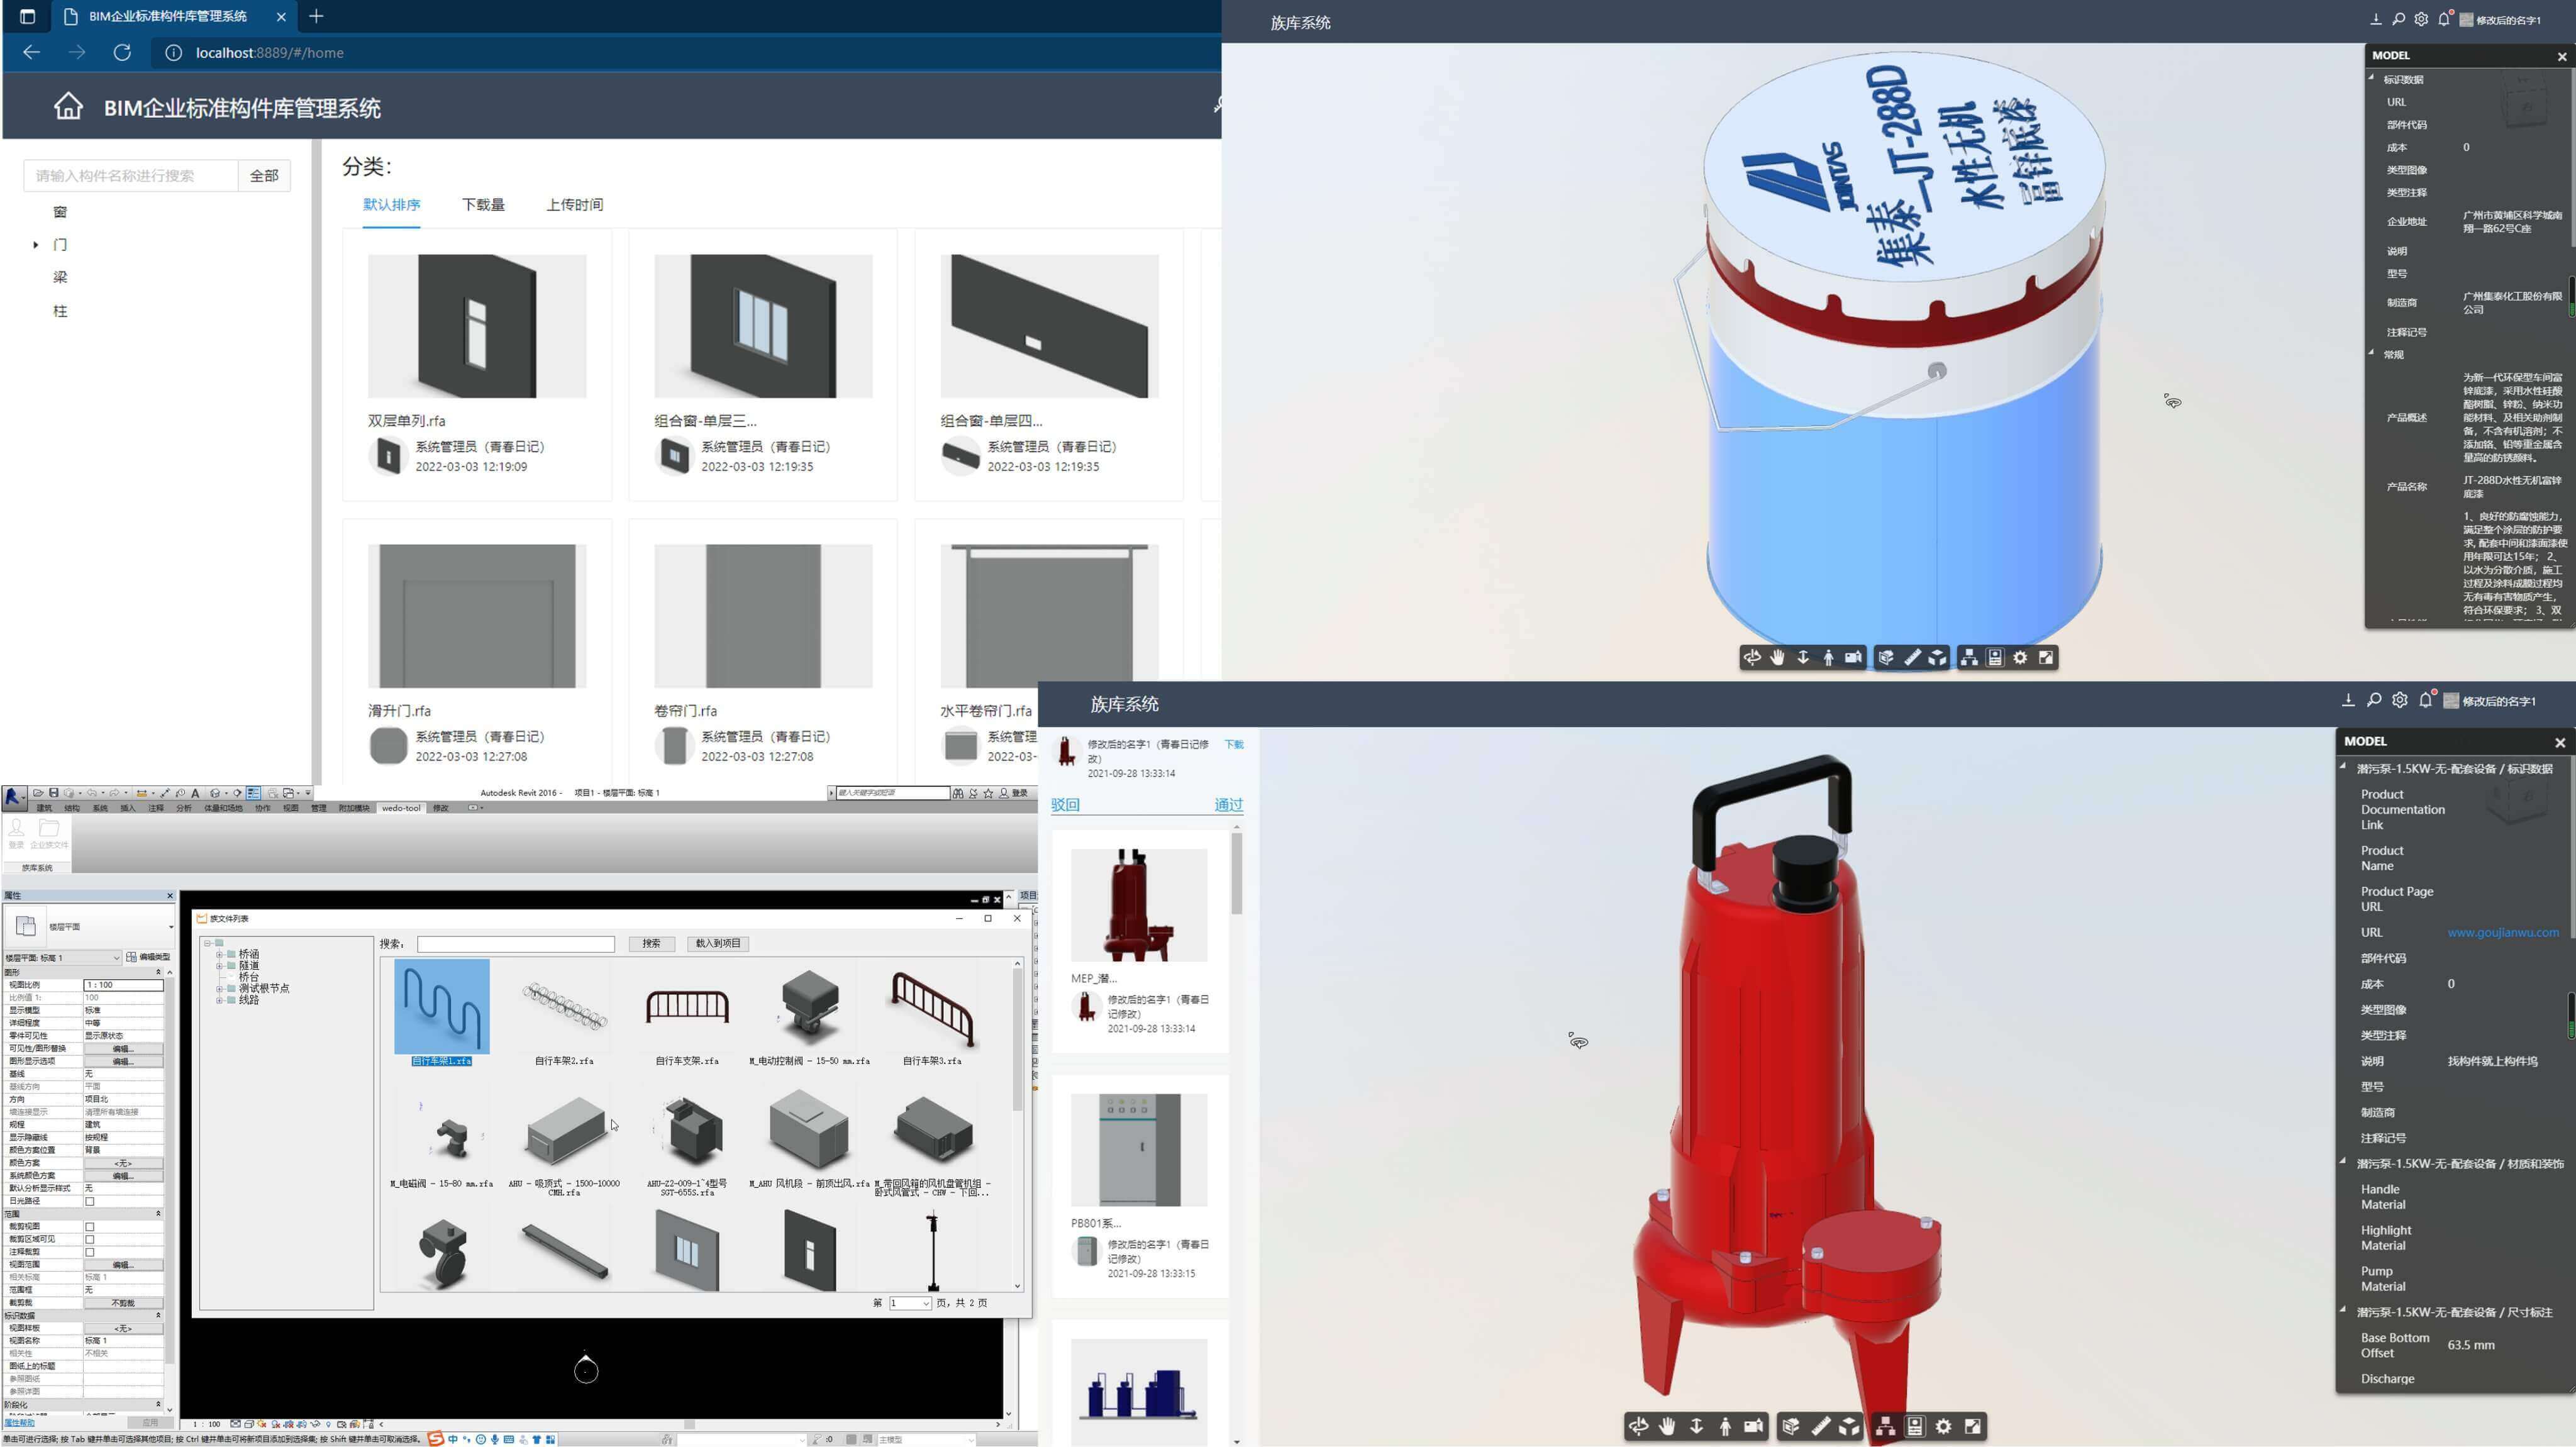 BIM企业标准构件库管理系统
localhost:8889/#/home
BIM企业标准构件库管理系统
请输入构件名称进行搜索
全部
窗
门
梁
柱
分类：
默认排序
下载量
上传时间
双层单列.rfa
系统管理员（青春日记）
2022-03-03 12:19:09
组合窗-单层三...
系统管理员（青春日记）
2022-03-03 12:19:35
组合窗-单层四...
系统管理员（青春日记）
2022-03-03 12:19:35
滑升门.rfa
系统管理员（青春日记）
2022-03-03 12:27:08
卷帘门.rfa
系统管理员（青春日记）
2022-03-03 12:27:08
水平卷帘门.rfa
系统管理
2022-03-
族库系统
修改后的名字1
JOINTAS
集泰—JT-288D
水性无机
富锌底漆
MODEL
标识数据
URL
部件代码
成本 0
类型图像
类型注释
企业地址 广州市黄埔区科学城南
翔一路62号C座
说明
型号
制造商 广州集泰化工股份有限
公司
注释记号
常规
产品概述
为新一代环保型车间富
锌底漆，采用水性硅酸
酯树脂、锌粉、纳米功
能材料、及相关助剂制
备，不含有机溶剂；不
添加铬、铅等重金属含
量高的防锈颜料。
产品名称 JT-288D水性无机富锌
底漆
1、良好的防腐蚀能力，
满足整个涂层的防护要
求,配套中间和漆面漆使
用年限可达15年； 2、
以水为分散介质，施工
过程及涂料成膜过程均
无有毒有害物质产生，
符合环保要求； 3、双
Autodesk Revit 2016 - 项目1 - 楼层平面: 标高 1
键入关键字或短语
登录
建筑 结构 系统 插入 注释 分析 体量和场地 协作 视图 管理 附加模块 wedo-tool 修改
登录 企业族文件
族库系统
属性
楼层平面
楼层平面: 标高 1 编辑类型
图形
视图比例 1 : 100
比例值 1: 100
显示模型 标准
详细程度 中等
零件可见性 显示原状态
可见性/图形替换 编辑...
图形显示选项 编辑...
基线 无
基线方向 平面
方向 项目北
墙连接显示 清理所有墙连接
规程 建筑
显示隐藏线 按规程
颜色方案位置 背景
颜色方案 <无>
系统颜色方案 编辑...
默认分析显示样式 无
日光路径
范围
裁剪视图
裁剪区域可见
注释裁剪
视图范围 编辑...
相关标高 标高 1
范围框 无
截剪裁 不剪裁
标识数据
视图样板 <无>
视图名称 标高 1
相关性 不相关
图纸上的标题
参照图纸
参照详图
阶段化
属性帮助 应用
项目
族文件列表
桥涵
隧道
桥台
测试根节点
线路
搜索：
搜索
载入到项目
自行车架1.rfa
自行车架2.rfa
自行车支架.rfa
M_电动控制阀 - 15-50 mm.rfa
自行车架3.rfa
M_电磁阀 - 15-80 mm.rfa
AHU - 吸顶式 - 1500-10000
CMH.rfa
AHU-Z2-009-1~4型号
SGT-655S.rfa
M_AHU 风机段 - 前顶出风.rfa
M_带回风箱的风机盘管机组 -
卧式风管式 - CHW - 下回...
第 1 页，共 2 页
1 : 100
单击可进行选择; 按 Tab 键并单击可选择其他项目; 按 Ctrl 键并单击可将新项目添加到选择集; 按 Shift 键并单击可取消选择。
中
:0
主模型
族库系统
修改后的名字1
修改后的名字1（青春日记修
改）
2021-09-28 13:33:14
下载
驳回
通过
MEP_潜...
修改后的名字1（青春日
记修改）
2021-09-28 13:33:14
PB801系...
修改后的名字1（青春日
记修改）
2021-09-28 13:33:15
MODEL
潜污泵-1.5KW-无-配套设备 / 标识数据
Product
Documentation
Link
Product
Name
Product Page
URL
URL www.goujianwu.com
部件代码
成本 0
类型图像
类型注释
说明 找构件就上构件坞
型号
制造商
注释记号
潜污泵-1.5KW-无-配套设备 / 材质和装饰
Handle
Material
Highlight
Material
Pump
Material
潜污泵-1.5KW-无-配套设备 / 尺寸标注
Base Bottom
Offset 63.5 mm
Discharge